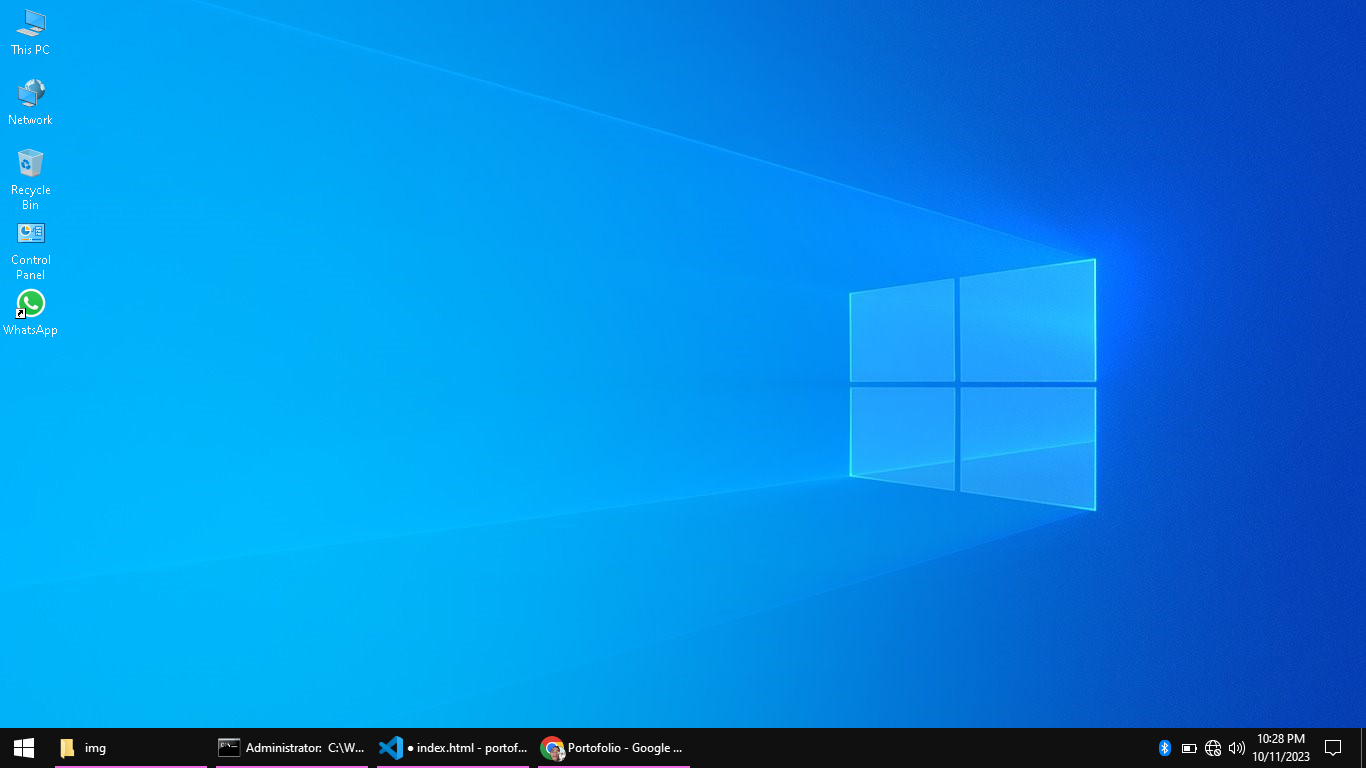 This PC
Network
Recycle
Bin
Control
Panel
WhatsApp
img
Administrator: C:\W...
● index.html - portof...
Portofolio - Google ...
10:28 PM
10/11/2023